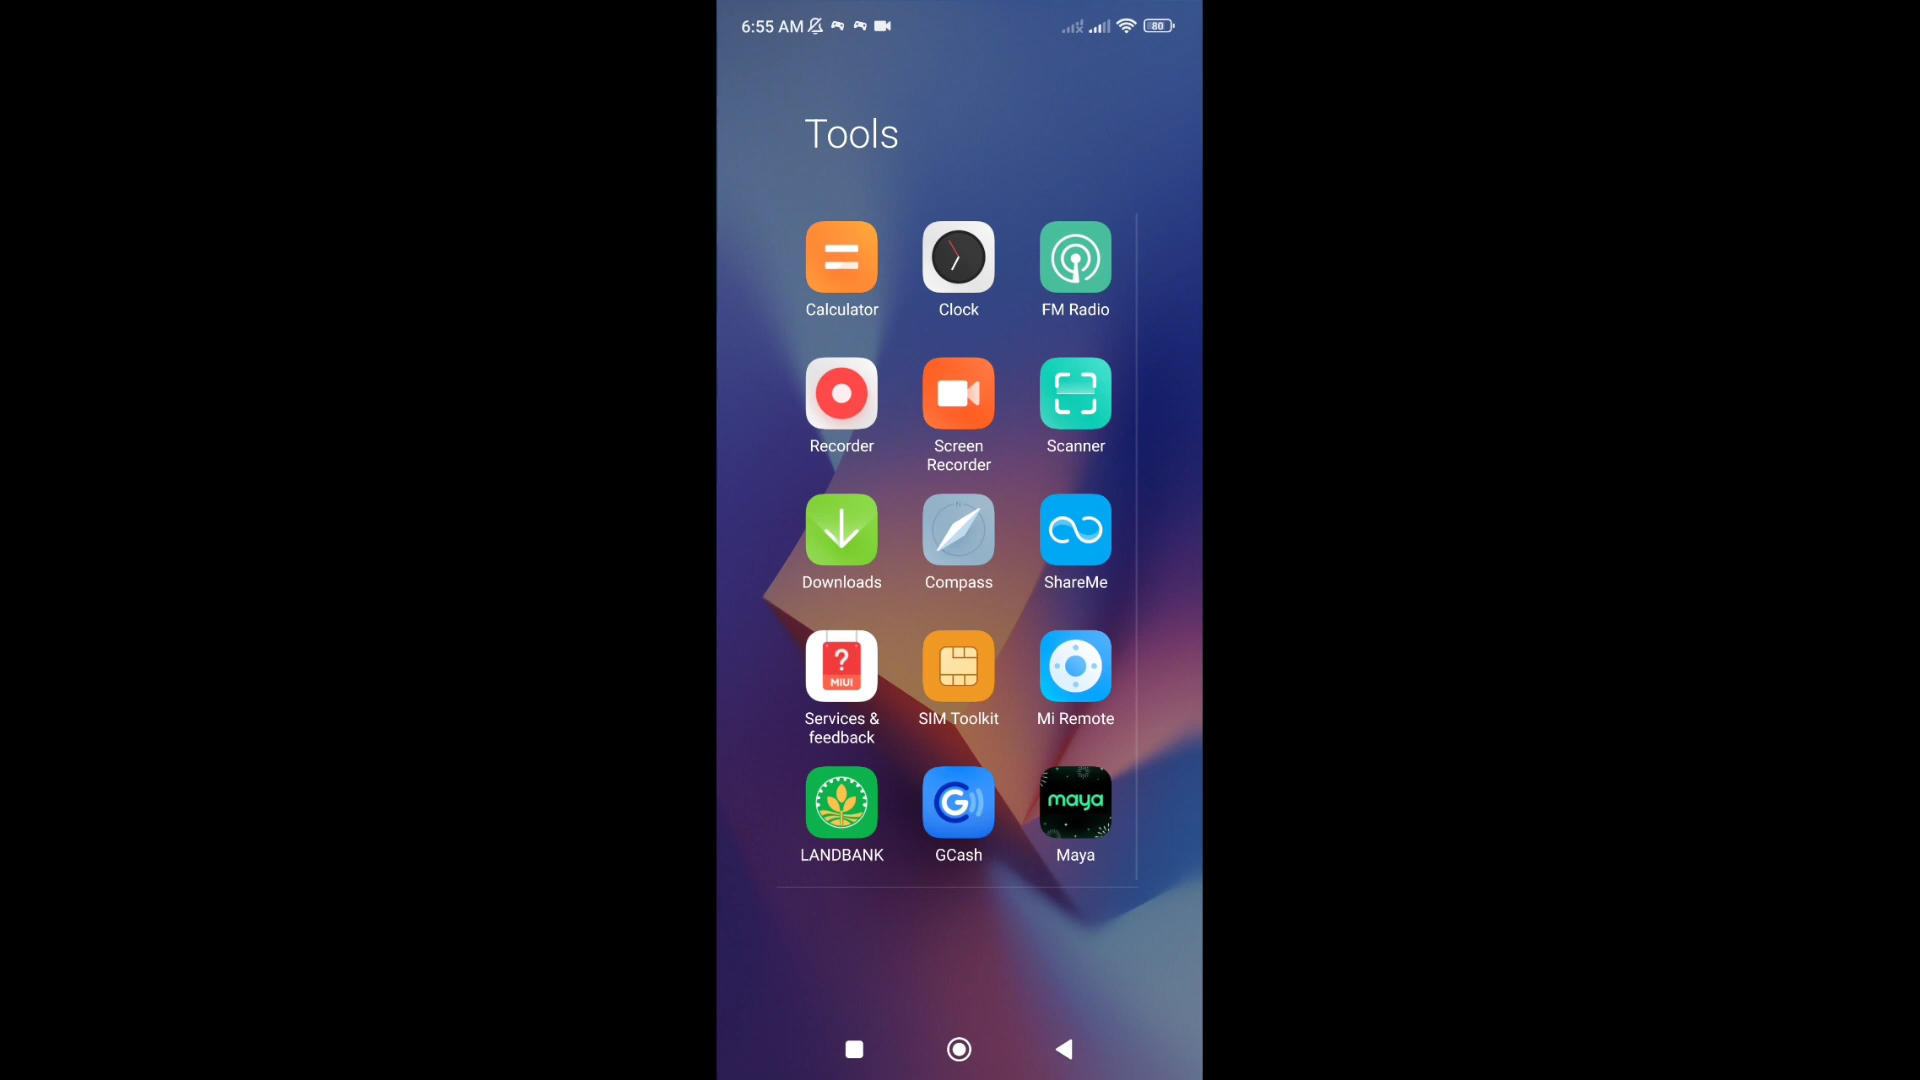 6:55 AM
80
Tools
Calculator
Clock
FM Radio
Recorder
Screen
Recorder
Scanner
Downloads
N
Compass
ShareMe
?
MIUI
Services &
feedback
SIM Toolkit
Mi Remote
LANDBANK
G
GCash
maya
Maya